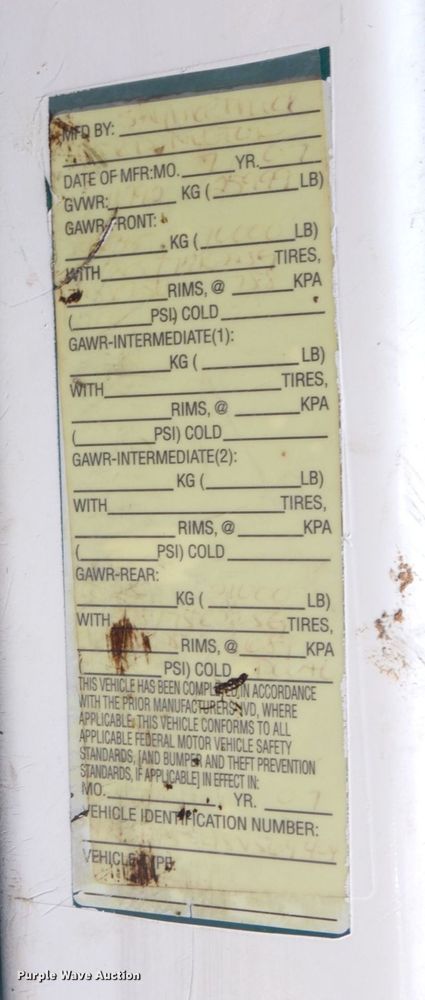 MFD BY:
DATE OF MFR:MO. YR.
GVWR: KG ( LB)
GAWR-FRONT:
KG ( LB)
WITH TIRES,
RIMS, @ KPA
( PSI) COLD
GAWR-INTERMEDIATE(1):
KG ( LB)
WITH TIRES,
RIMS, @ KPA
( PSI) COLD
GAWR-INTERMEDIATE(2):
KG ( LB)
WITH TIRES,
RIMS, @ KPA
( PSI) COLD
GAWR-REAR:
KG ( LB)
WITH TIRES,
RIMS, @ KPA
( PSI) COLD
THIS VEHICLE HAS BEEN COMPLETED, IN ACCORDANCE
WITH THE PRIOR MANUFACTURERS IVD, WHERE
APPLICABLE. THIS VEHICLE CONFORMS TO ALL
APPLICABLE FEDERAL MOTOR VEHICLE SAFETY
STANDARDS, [AND BUMPER AND THEFT PREVENTION
STANDARDS, IF APPLICABLE] IN EFFECT IN:
MO. YR.
VEHICLE IDENTIFICATION NUMBER:
VEHICLE TYPE
Purple Wave Auction